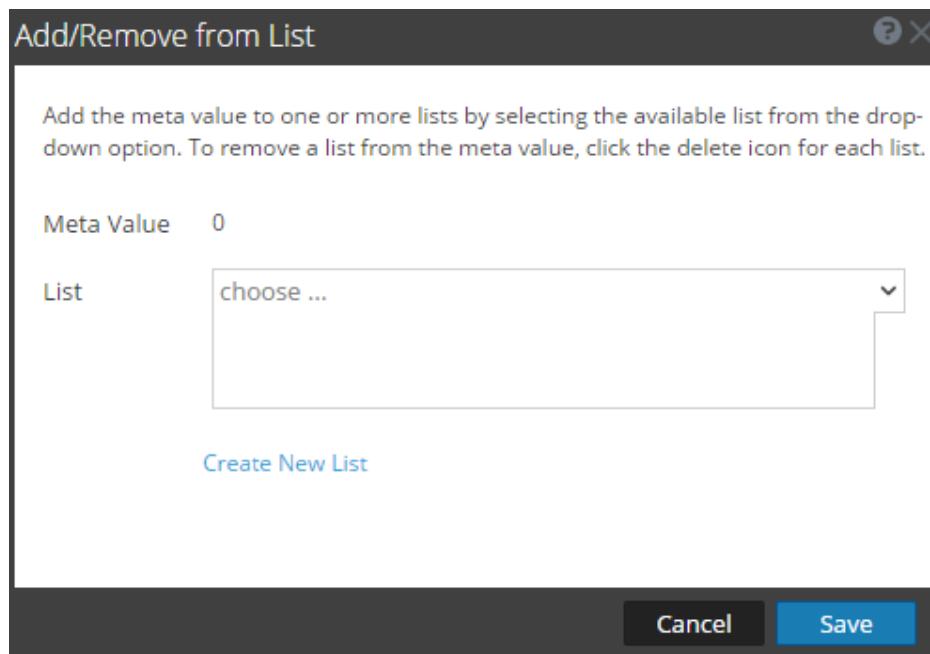 Add/Remove from List
Add the meta value to one or more lists by selecting the available list from the drop-
down option. To remove a list from the meta value, click the delete icon for each list.
Meta Value 0
List choose ...
Create New List
Cancel Save